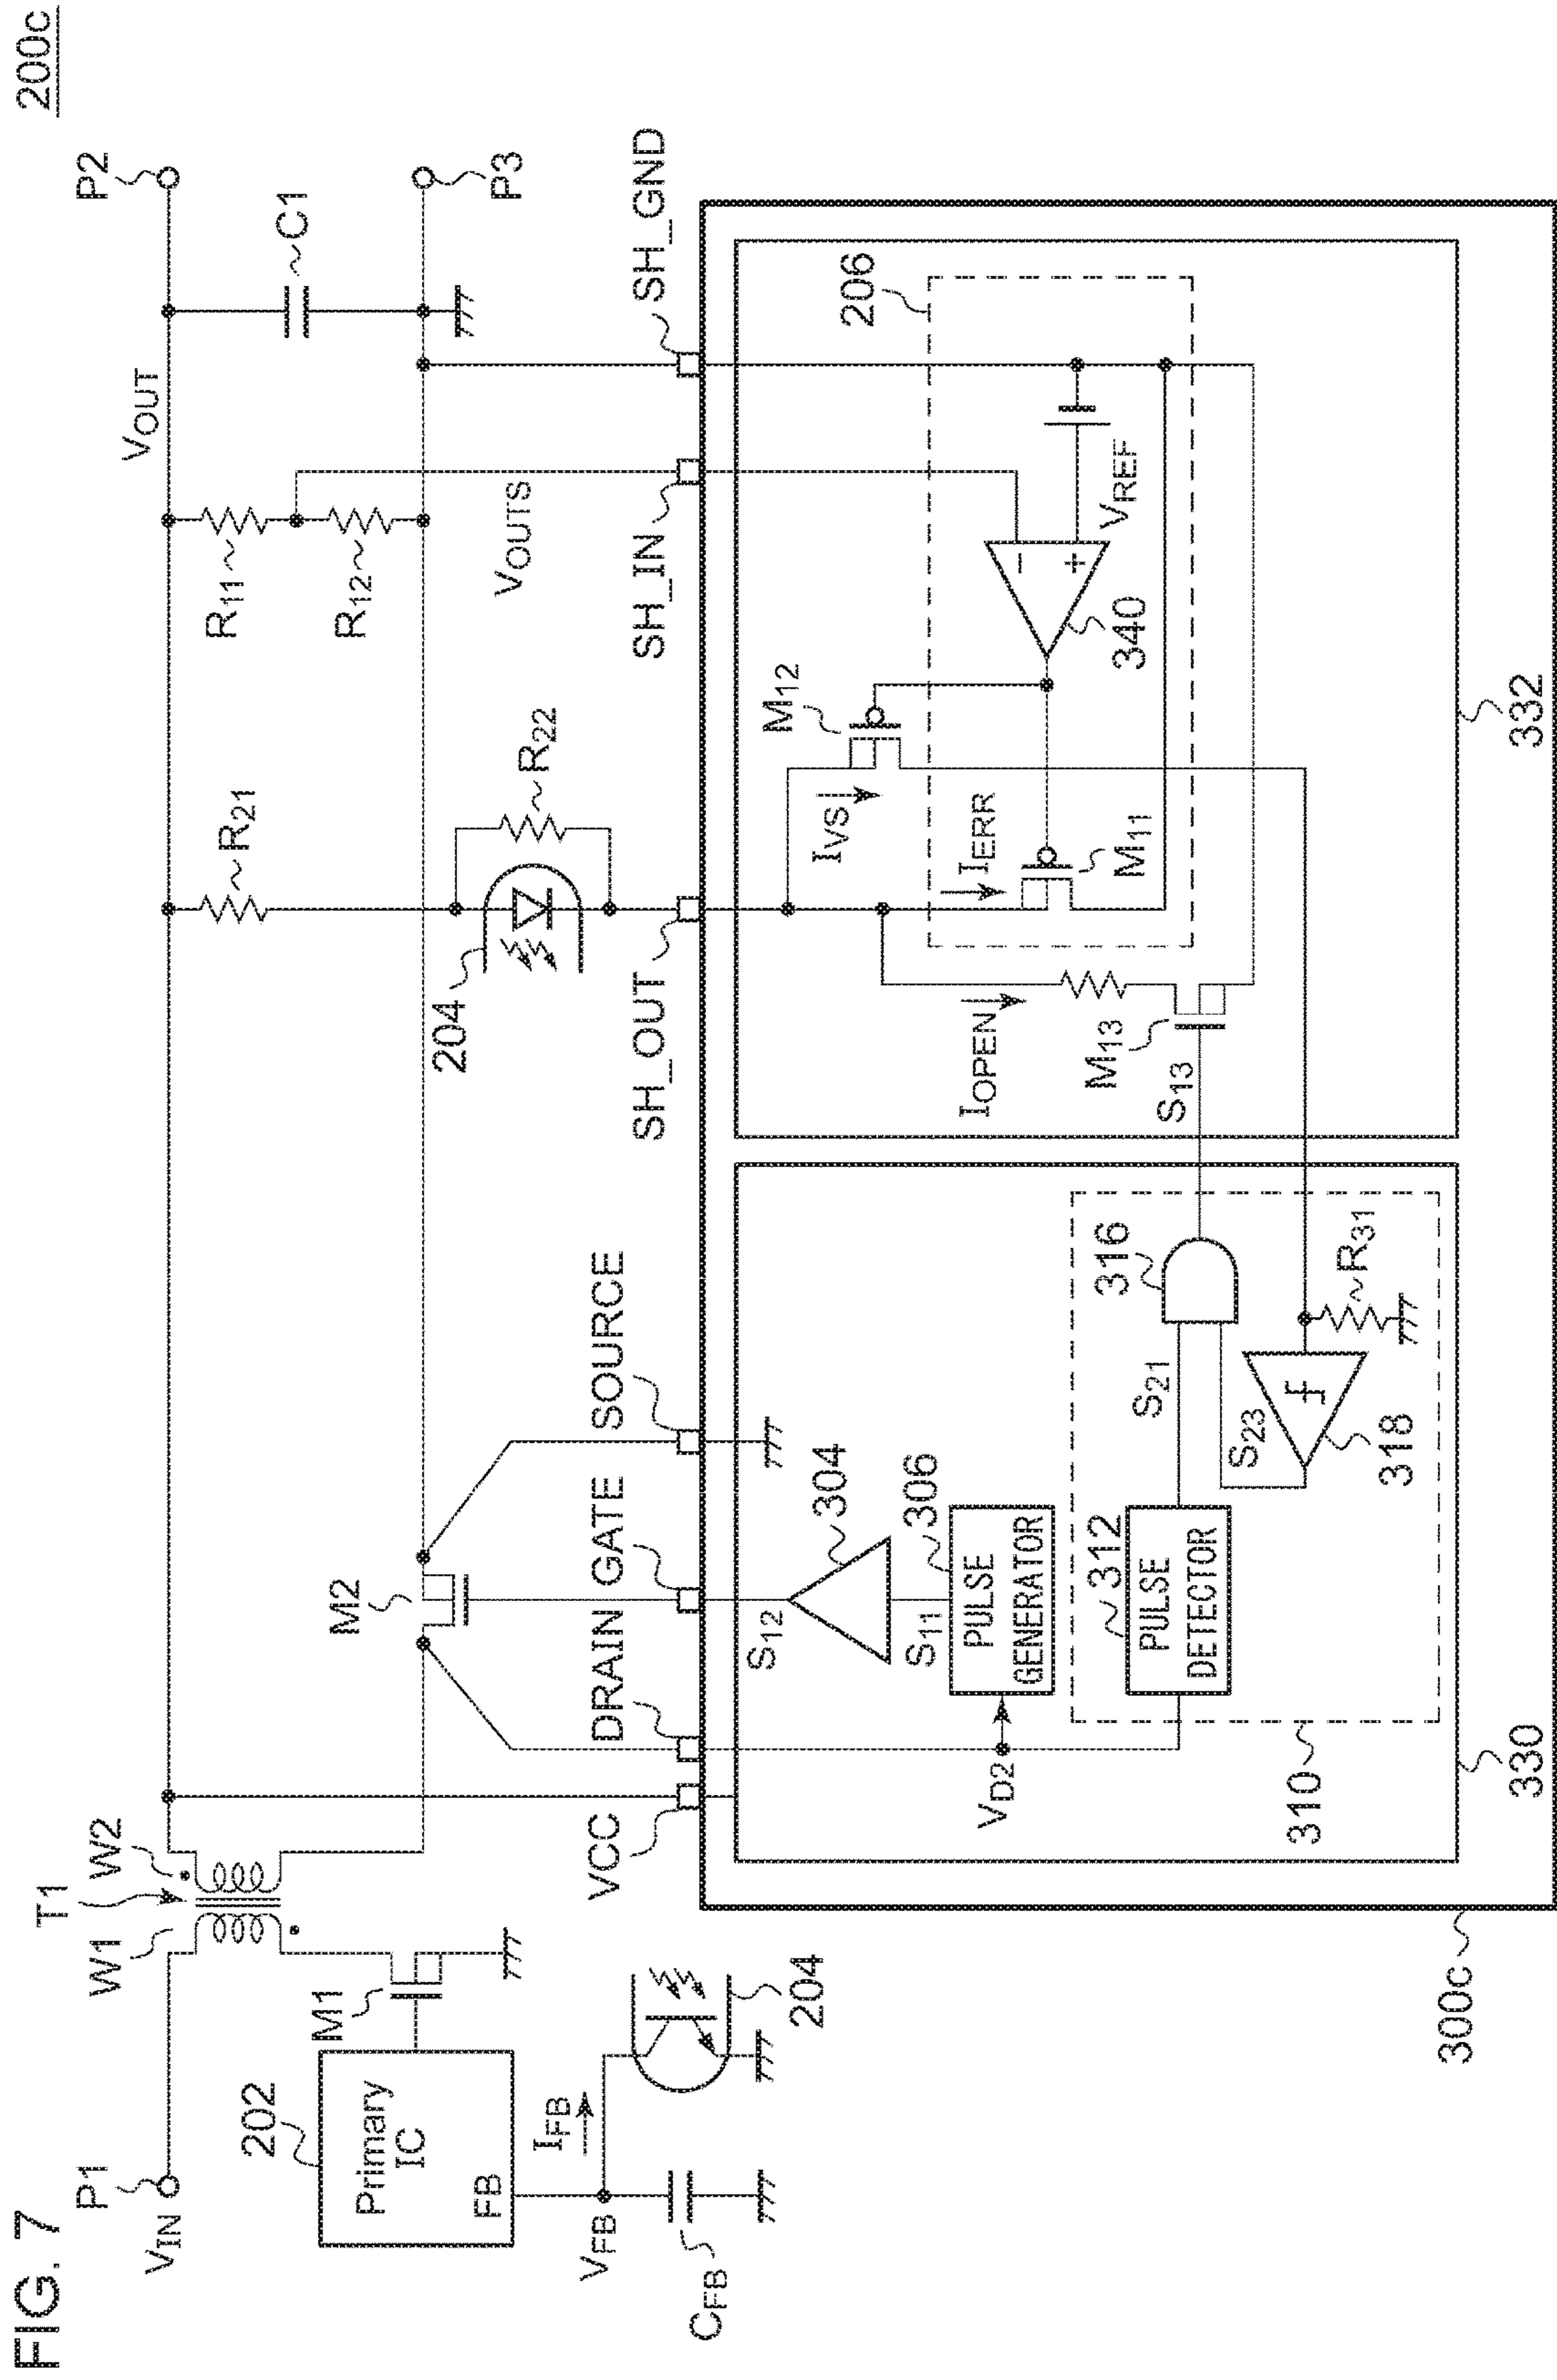 FIG. 7
200c
P1
VIN
W1
T1
W2
VOUT
P2
C1
P3
R11
R12
VOUTS
R21
R22
204
M1
M2
202
Primary
IC
FB
IFB
VFB
CFB
204
VCC
DRAIN
GATE
SOURCE
SH_OUT
SH_IN
SH_GND
S12
304
S11
306
PULSE
GENERATOR
VD2
312
PULSE
DETECTOR
S21
316
S23
318
R31
310
330
S13
M13
IOPEN
IVS
M12
IERR
M11
206
−
+
340
VREF
332
300c